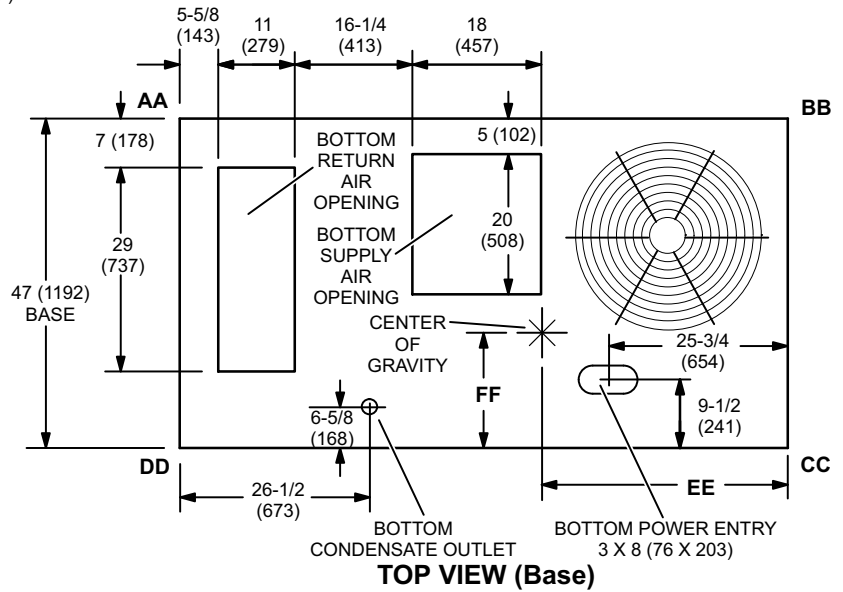 )
5-5/8
(143)
11
(279)
16-1/4
(413)
18
(457)
AA
BB
7 (178)
5 (102)
BOTTOM
RETURN
AIR
OPENING
29
(737)
20
(508)
BOTTOM
SUPPLY
AIR
OPENING
47 (1192)
BASE
CENTER
OF
GRAVITY
25-3/4
(654)
FF
9-1/2
(241)
6-5/8
(168)
DD
CC
26-1/2
(673)
EE
BOTTOM
CONDENSATE OUTLET
BOTTOM POWER ENTRY
3 X 8 (76 X 203)
TOP VIEW (Base)